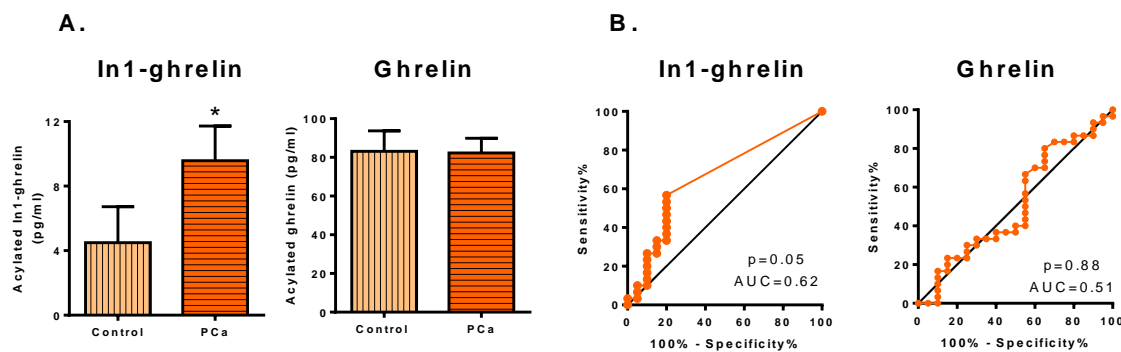 A.
B.
In1-ghrelin
Acylated In1-ghrelin
(pg/ml)
12
8
4
0
*
Control
PCa
Ghrelin
Acylated ghrelin (pg/ml)
100
80
60
40
20
0
Control
PCa
In1-ghrelin
Sensitivity%
100
80
60
40
20
0
0
20
40
60
80
100
p=0.05
AUC=0.62
100% - Specificity%
Ghrelin
Sensitivity%
100
80
60
40
20
0
0
20
40
60
80
100
p=0.88
AUC=0.51
100% - Specificity%